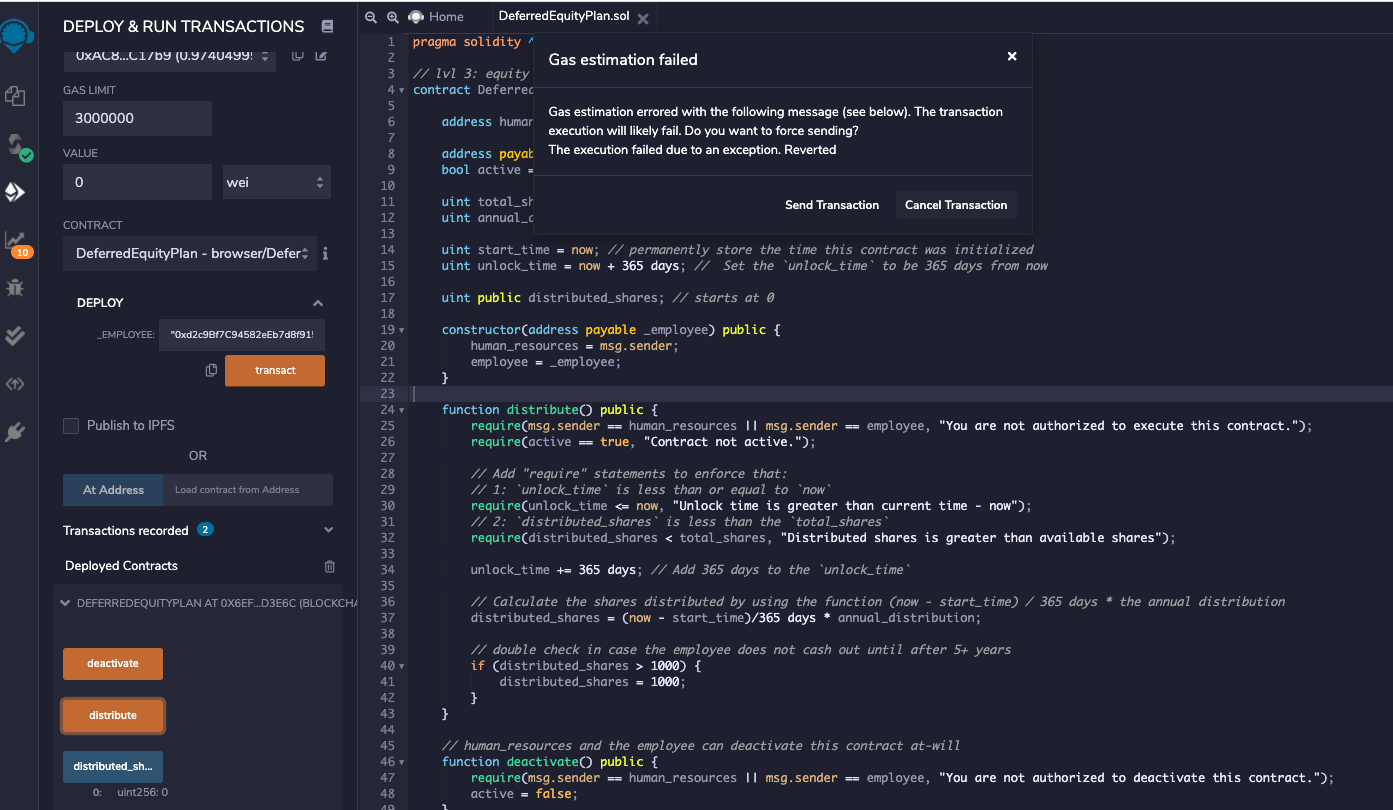 DEPLOY & RUN TRANSACTIONS
0xAC8...C17b9 (0.9740499
GAS LIMIT
3000000
VALUE
0
wei
CONTRACT
DeferredEquityPlan - browser/Defer
DEPLOY
_EMPLOYEE:
"0xd2c9Bf7C94582eEb7d8f91
transact
Publish to IPFS
OR
At Address
Load contract from Address
Transactions recorded 2
Deployed Contracts
DEFERREDEQUITYPLAN AT 0X6EF...D3E6C (BLOCKCHA
deactivate
distribute
distributed_sh...
0: uint256: 0
10
Home
DeferredEquityPlan.sol
1 pragma solidity ^
2
3 // lvl 3: equity
4 contract Deferred
5
6 address human
7
8 address payab
9 bool active =
10
11 uint total_sh
12 uint annual_d
13
14 uint start_time = now; // permanently store the time this contract was initialized
15 uint unlock_time = now + 365 days; // Set the `unlock_time` to be 365 days from now
16
17 uint public distributed_shares; // starts at 0
18
19 constructor(address payable _employee) public {
20 human_resources = msg.sender;
21 employee = _employee;
22 }
23
24 function distribute() public {
25 require(msg.sender == human_resources || msg.sender == employee, "You are not authorized to execute this contract.");
26 require(active == true, "Contract not active.");
27
28 // Add "require" statements to enforce that:
29 // 1: `unlock_time` is less than or equal to `now`
30 require(unlock_time <= now, "Unlock time is greater than current time - now");
31 // 2: `distributed_shares` is less than the `total_shares`
32 require(distributed_shares < total_shares, "Distributed shares is greater than available shares");
33
34 unlock_time += 365 days; // Add 365 days to the `unlock_time`
35
36 // Calculate the shares distributed by using the function (now - start_time) / 365 days * the annual distribution
37 distributed_shares = (now - start_time)/365 days * annual_distribution;
38
39 // double check in case the employee does not cash out until after 5+ years
40 if (distributed_shares > 1000) {
41 distributed_shares = 1000;
42 }
43 }
44
45 // human_resources and the employee can deactivate this contract at-will
46 function deactivate() public {
47 require(msg.sender == human_resources || msg.sender == employee, "You are not authorized to deactivate this contract.");
48 active = false;
49 }
Gas estimation failed
Gas estimation errored with the following message (see below). The transaction
execution will likely fail. Do you want to force sending?
The execution failed due to an exception. Reverted
Send Transaction
Cancel Transaction